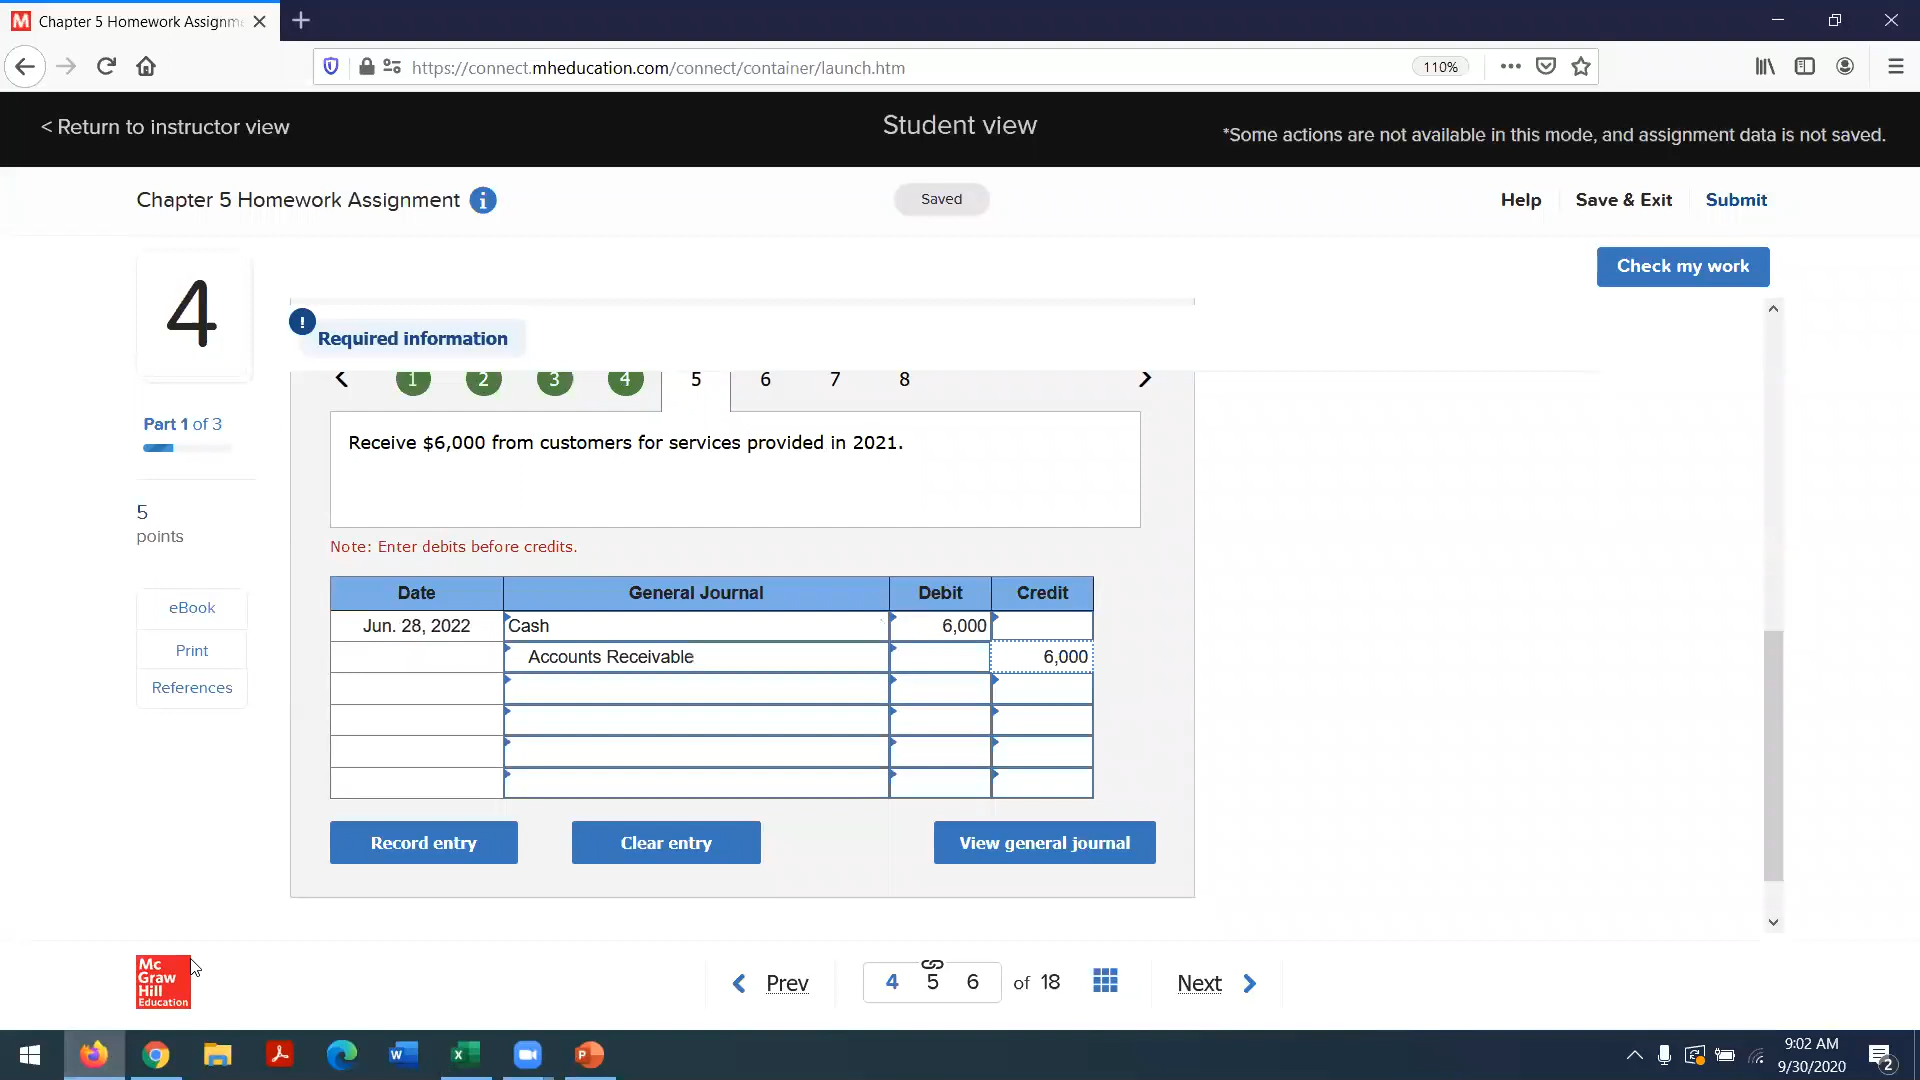 Chapter 5 Homework Assignm
https://connect.mheducation.com/connect/container/launch.htm
110%
< Return to instructor view
Student view
*Some actions are not available in this mode, and assignment data is not saved.
Chapter 5 Homework Assignment
Saved
Help
Save & Exit
Submit
4
Check my work
Required information
1 2 3 4 5 6 7 8
Part 1 of 3
Receive $6,000 from customers for services provided in 2021.
5
points
Note: Enter debits before credits.
Date General Journal Debit Credit
Jun. 28, 2022 Cash 6,000
Accounts Receivable 6,000
eBook
Print
References
Record entry
Clear entry
View general journal
Mc
Graw
Hill
Education
Prev
4 5 6 of 18
Next
9:02 AM
9/30/2020
2